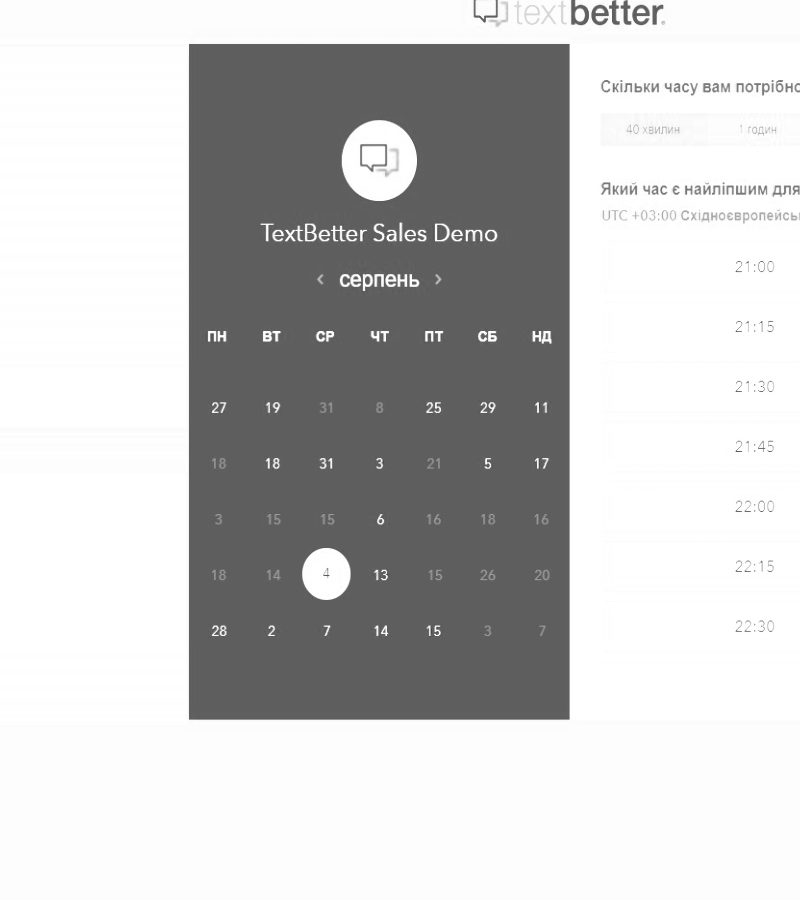 textbetter.
TextBetter Sales Demo
‹ серпень ›
ПН ВТ СР ЧТ ПТ СБ НД
27 19 31 8 25 29 11
18 18 31 3 21 5 17
3 15 15 6 16 18 16
18 14 4 13 15 26 20
28 2 7 14 15 3 7
Скільки часу вам
40 хвилин 1 годин
Який час є найліпшим для
UTC +03:00
21:00
21:15
21:30
21:45
22:00
22:15
22:30